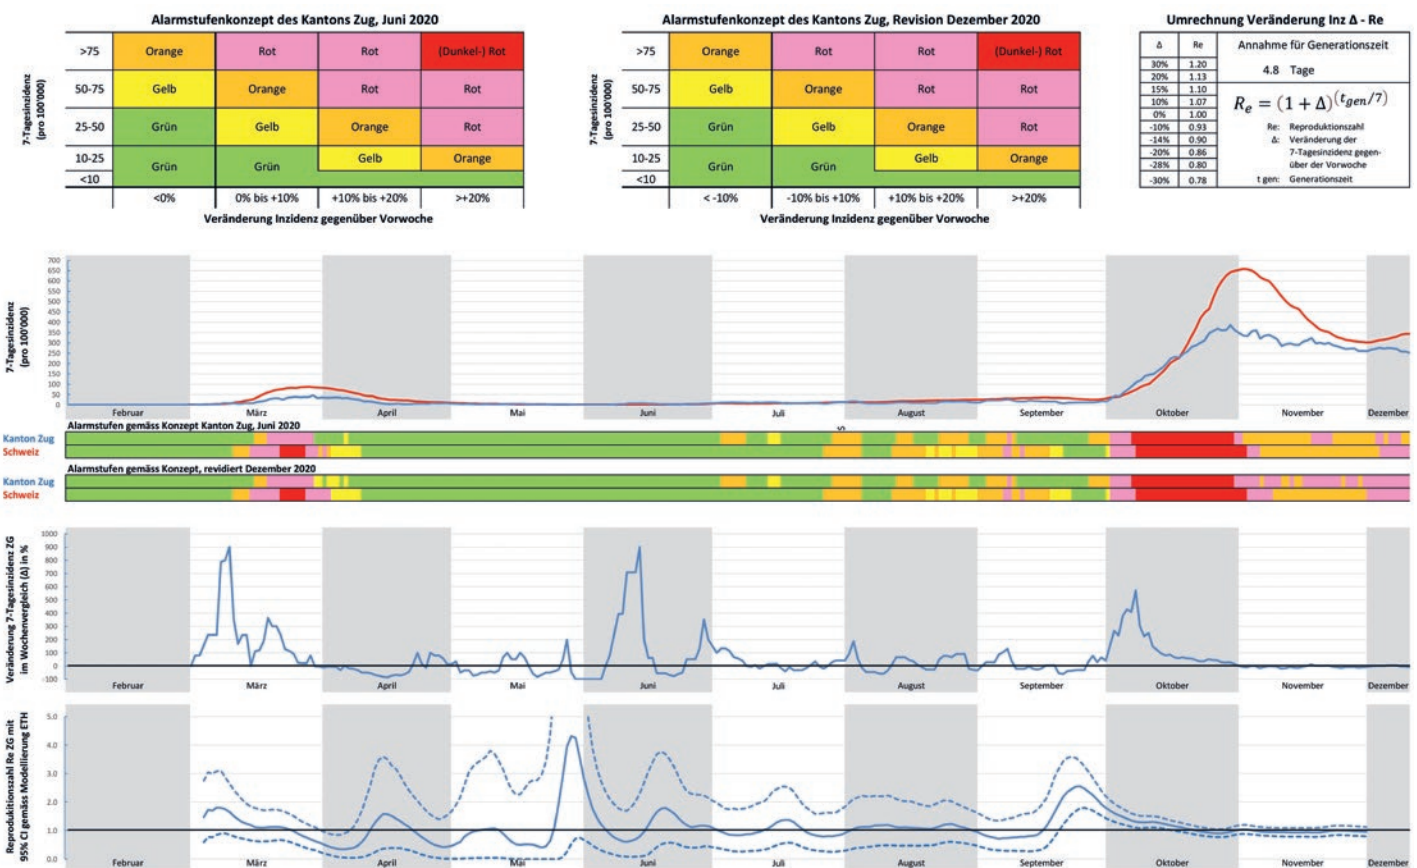 Alarmstufenkonzept des Kantons Zug, Juni 2020
7-Tagesinzidenz
(pro 100'000)
>75 Orange Rot Rot (Dunkel-) Rot
50-75 Gelb Orange Rot Rot
25-50 Grün Gelb Orange Rot
10-25 Grün Grün Gelb Orange
<10
<0% 0% bis +10% +10% bis +20% >+20%
Veränderung Inzidenz gegenüber Vorwoche
Alarmstufenkonzept des Kantons Zug, Revision Dezember 2020
7-Tagesinzidenz
(pro 100'000)
>75 Orange Rot Rot (Dunkel-) Rot
50-75 Gelb Orange Rot Rot
25-50 Grün Gelb Orange Rot
10-25 Grün Grün Gelb Orange
<10
< -10% -10% bis +10% +10% bis +20% >+20%
Veränderung Inzidenz gegenüber Vorwoche
Umrechnung Veränderung Inz Δ - Re
Δ Re
30% 1.20
20% 1.13
15% 1.10
10% 1.07
0% 1.00
-10% 0.93
-14% 0.90
-20% 0.86
-28% 0.80
-30% 0.78
Annahme für Generationszeit
4.8 Tage
Re = (1 + Δ)^(tgen/7)
Re: Reproduktionszahl
Δ: Veränderung der
7-Tagesinzidenz gegen-
über der Vorwoche
t gen: Generationszeit
7-Tagesinzidenz
(pro 100'000)
700
650
600
550
500
450
400
350
300
250
200
150
100
50
0
Februar März April Mai Juni Juli August September Oktober November Dezember
Alarmstufen gemäss Konzept Kanton Zug, Juni 2020
Kanton Zug
Schweiz
Alarmstufen gemäss Konzept, revidiert Dezember 2020
Kanton Zug
Schweiz
Veränderung 7-Tagesinzidenz ZG
im Wochenvergleich (Δ) in %
1000
900
800
700
600
500
400
300
200
100
0
-100
Februar März April Mai Juni Juli August September Oktober November Dezember
Reproduktionszahl Re ZG mit
95% CI gemäss Modellierung ETH
5.0
4.0
3.0
2.0
1.0
0.0
Februar März April Mai Juni Juli August September Oktober November Dezember